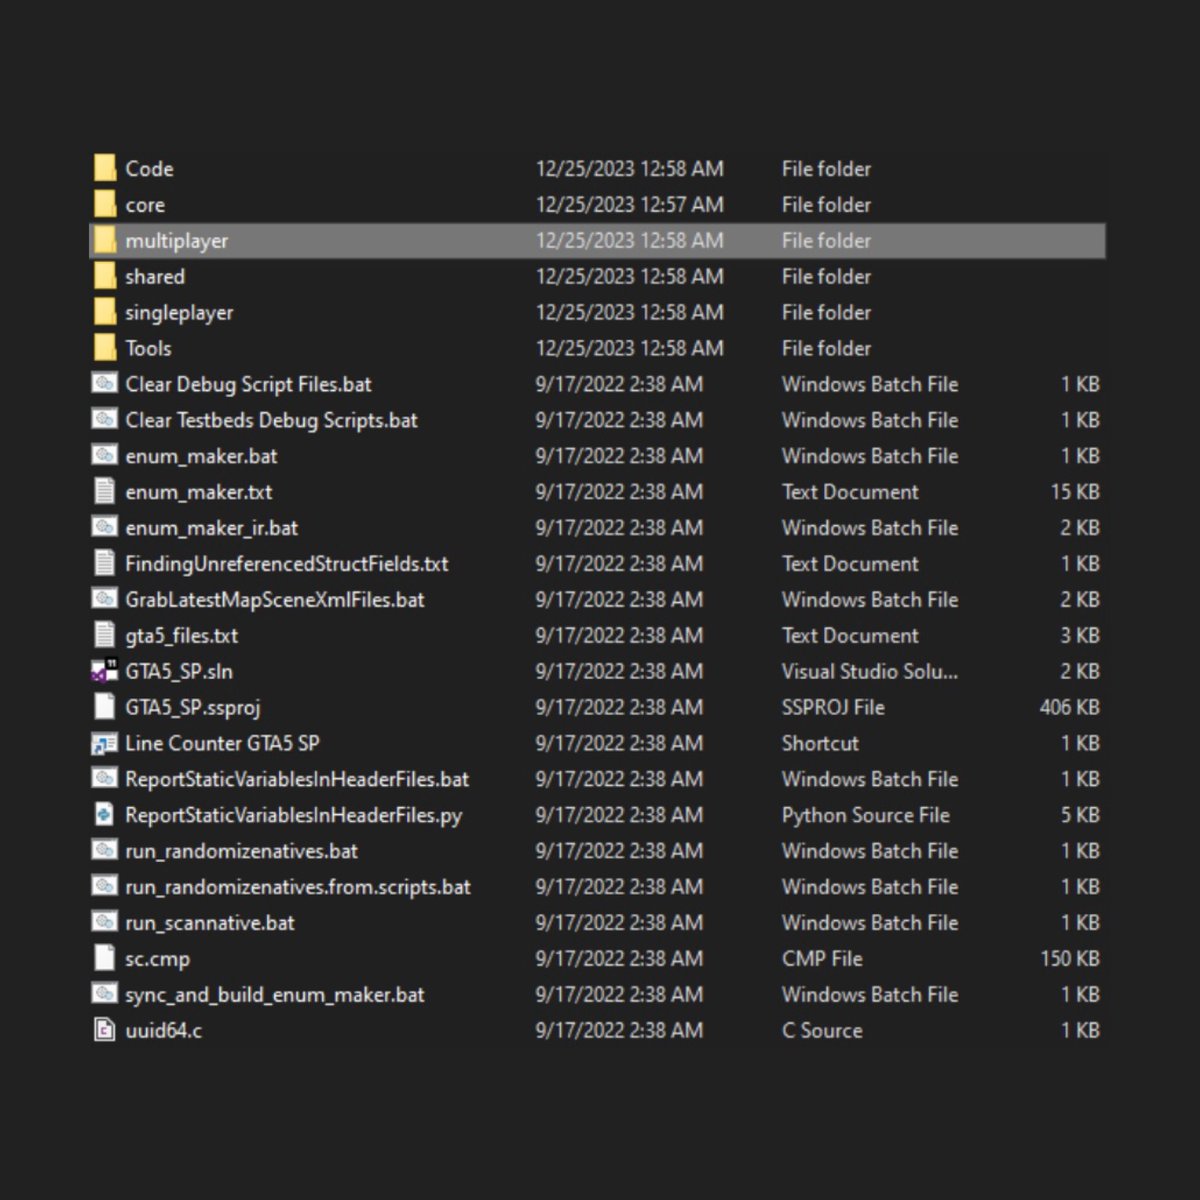 Code 12/25/2023 12:58 AM File folder
core 12/25/2023 12:57 AM File folder
multiplayer 12/25/2023 12:58 AM File folder
shared 12/25/2023 12:58 AM File folder
singleplayer 12/25/2023 12:58 AM File folder
Tools 12/25/2023 12:58 AM File folder
Clear Debug Script Files.bat 9/17/2022 2:38 AM Windows Batch File 1 KB
Clear Testbeds Debug Scripts.bat 9/17/2022 2:38 AM Windows Batch File 1 KB
enum_maker.bat 9/17/2022 2:38 AM Windows Batch File 1 KB
enum_maker.txt 9/17/2022 2:38 AM Text Document 15 KB
enum_maker_ir.bat 9/17/2022 2:38 AM Windows Batch File 2 KB
FindingUnreferencedStructFields.txt 9/17/2022 2:38 AM Text Document 1 KB
GrabLatestMapSceneXmlFiles.bat 9/17/2022 2:38 AM Windows Batch File 2 KB
gta5_files.txt 9/17/2022 2:38 AM Text Document 3 KB
GTA5_SP.sln 9/17/2022 2:38 AM Visual Studio Solu... 2 KB
GTA5_SP.ssproj 9/17/2022 2:38 AM SSPROJ File 406 KB
Line Counter GTA5 SP 9/17/2022 2:38 AM Shortcut 1 KB
ReportStaticVariablesInHeaderFiles.bat 9/17/2022 2:38 AM Windows Batch File 1 KB
ReportStaticVariablesInHeaderFiles.py 9/17/2022 2:38 AM Python Source File 5 KB
run_randomizenatives.bat 9/17/2022 2:38 AM Windows Batch File 1 KB
run_randomizenatives.from.scripts.bat 9/17/2022 2:38 AM Windows Batch File 1 KB
run_scannative.bat 9/17/2022 2:38 AM Windows Batch File 1 KB
sc.cmp 9/17/2022 2:38 AM CMP File 150 KB
sync_and_build_enum_maker.bat 9/17/2022 2:38 AM Windows Batch File 1 KB
uuid64.c 9/17/2022 2:38 AM C Source 1 KB